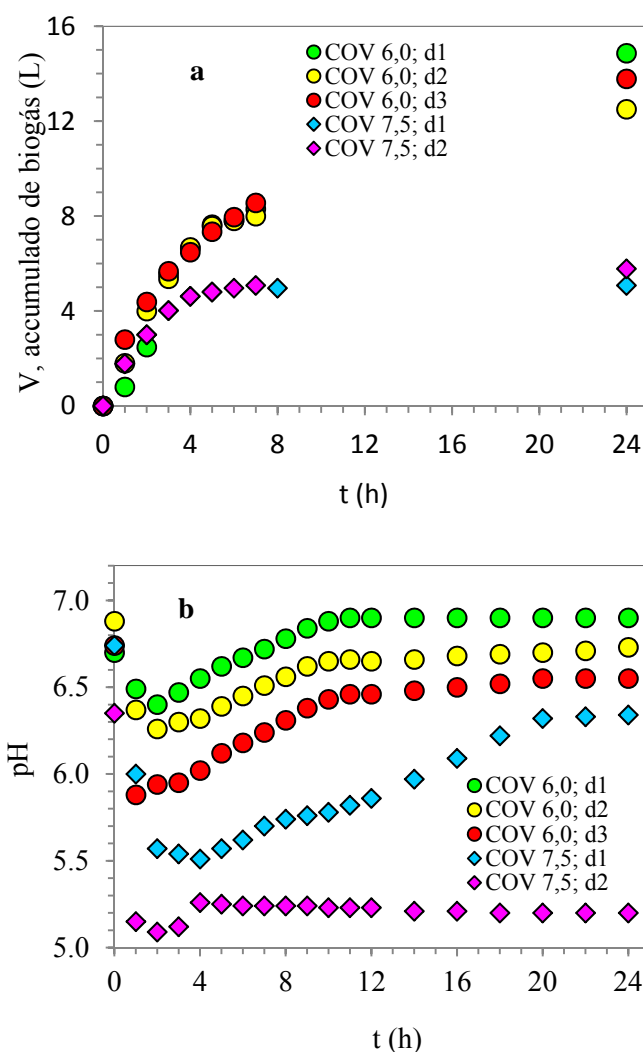 V, accumulado de biogás (L)
16
12
8
4
0
a
COV 6,0; d1
COV 6,0; d2
COV 6,0; d3
COV 7,5; d1
COV 7,5; d2
0 4 8 12 16 20 24
t (h)
pH
7.0
6.5
6.0
5.5
5.0
b
COV 6,0; d1
COV 6,0; d2
COV 6,0; d3
COV 7,5; d1
COV 7,5; d2
0 4 8 12 16 20 24
t (h)